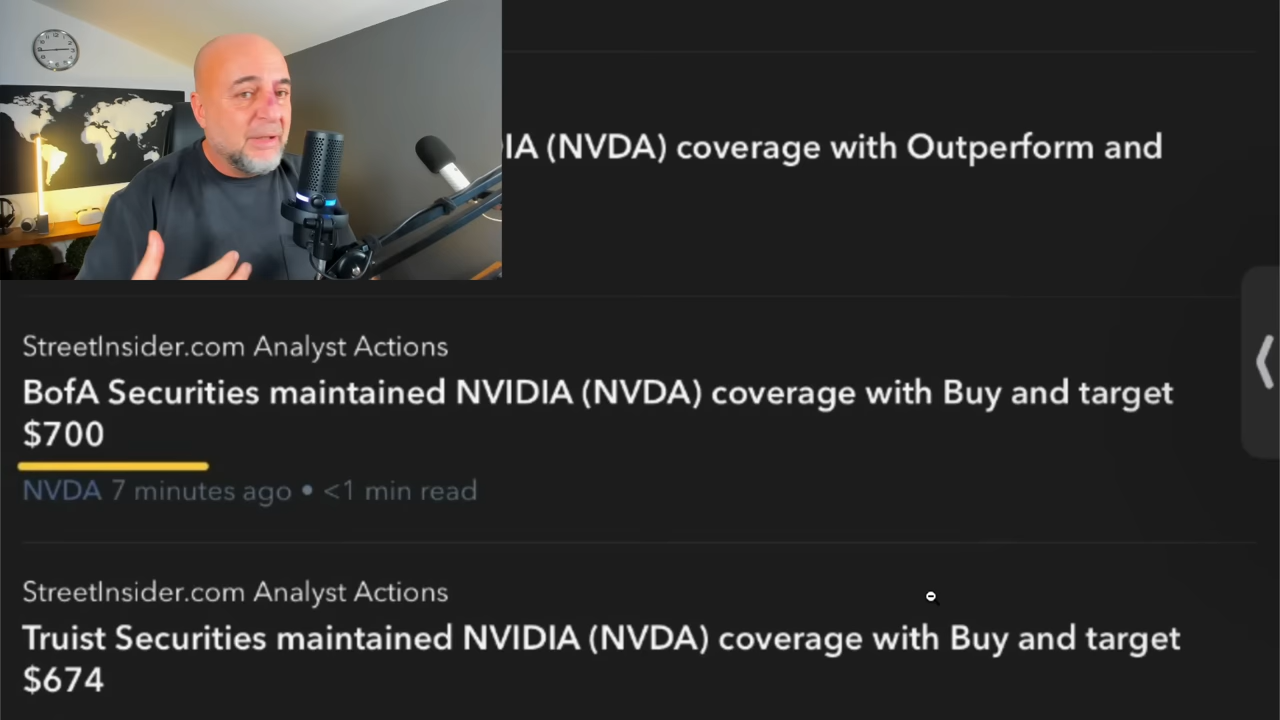 (NVDA) coverage with Outperform and
StreetInsider.com Analyst Actions
BofA Securities maintained NVIDIA (NVDA) coverage with Buy and target
$700
NVDA 7 minutes ago • <1 min read
StreetInsider.com Analyst Actions
Truist Securities maintained NVIDIA (NVDA) coverage with Buy and target
$674